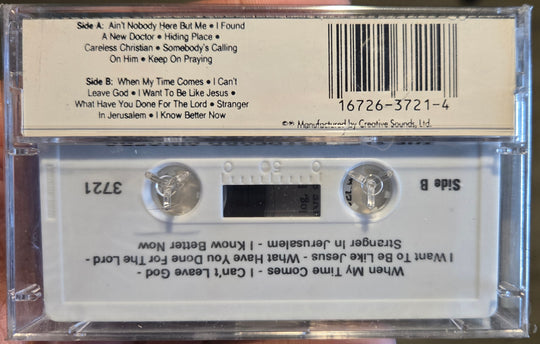 Side A: Ain't Nobody Here But Me • I Found
A New Doctor • Hiding Place •
Careless Christian • Somebody's Calling
On Him • Keep On Praying
Side B: When My Time Comes • I Can't
Leave God • I Want To Be Like Jesus •
What Have You Done For The Lord • Stranger
In Jerusalem • I Know Better Now
16726-3721-4
Manufactured by Creative Sounds, Ltd.
Side B
3721
0 50
When My Time Comes - I Can't Leave God -
I Want To Be Like Jesus - What Have You Done For The Lord -
Stranger In Jerusalem - I Know Better Now